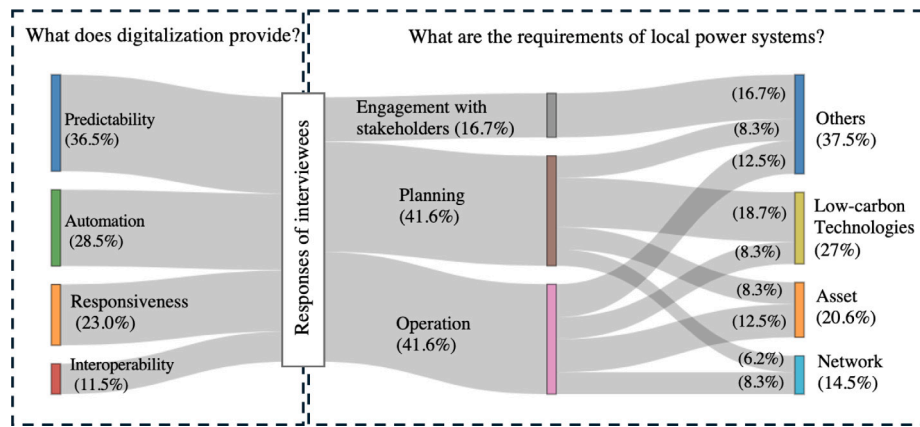 What does digitalization provide?
What are the requirements of local power systems?
Predictability
(36.5%)
Automation
(28.5%)
Responsiveness
(23.0%)
Interoperability
(11.5%)
Responses of interviewees
Engagement with
stakeholders (16.7%)
Planning
(41.6%)
Operation
(41.6%)
(16.7%)
(8.3%)
(12.5%)
(18.7%)
(8.3%)
(8.3%)
(12.5%)
(6.2%)
(8.3%)
Others
(37.5%)
Low-carbon
Technologies
(27%)
Asset
(20.6%)
Network
(14.5%)